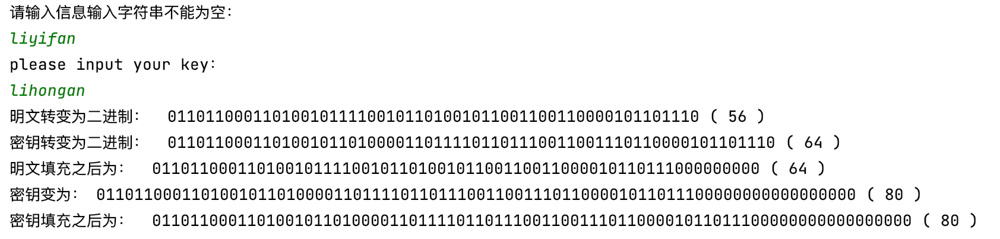 请输入信息输入字符串不能为空：
liyifan
please input your key:
lihongan
明文转变为二进制： 01101100011010010111100101101001011001100110000101101110 ( 56 )
密钥转变为二进制： 0110110001101001011010000110111101101110011001110110000101101110 ( 64 )
明文填充之后为： 0110110001101001011110010110100101100110011000010110111000000000 ( 64 )
密钥变为： 01101100011010010110100001101111011011100110011101100001011011100000000000000000 ( 80 )
密钥填充之后为： 01101100011010010110100001101111011011100110011101100001011011100000000000000000 ( 80 )